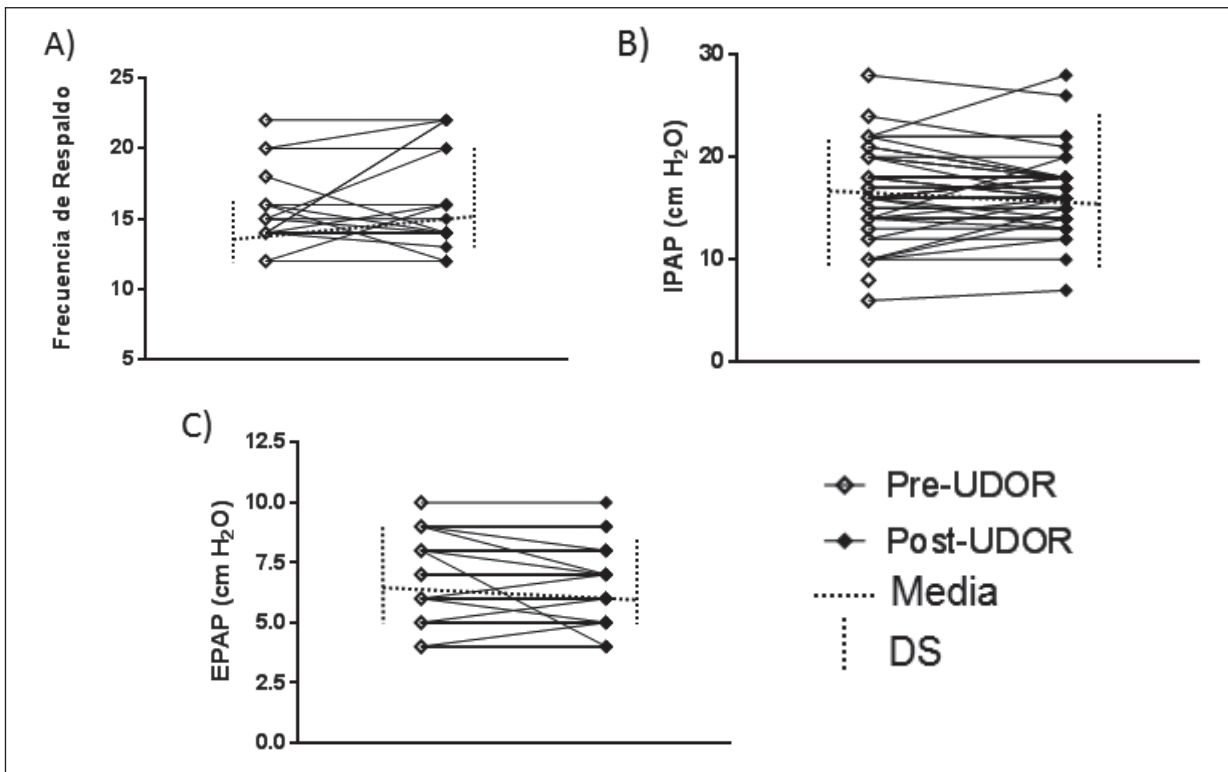 A)
Frecuencia de Respaldo
25
20
15
10
5
B)
IPAP (cm H₂O)
30
20
10
0
C)
EPAP (cm H₂O)
12.5
10.0
7.5
5.0
2.5
0.0
Pre-UDOR
Post-UDOR
Media
DS